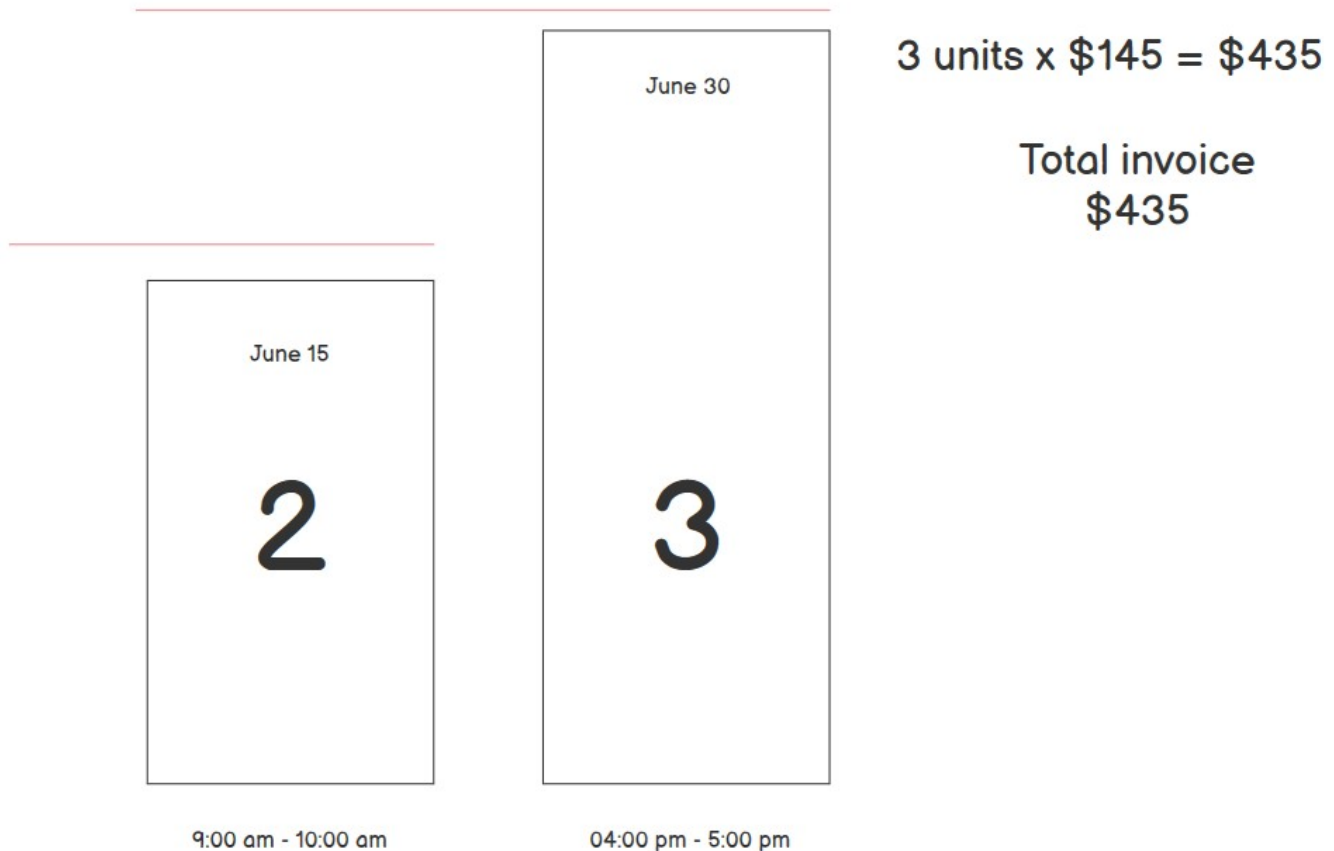 June 30
3 units x $145 = $435
Total invoice
$435
June 15
2
3
9:00 am - 10:00 am
04:00 pm - 5:00 pm